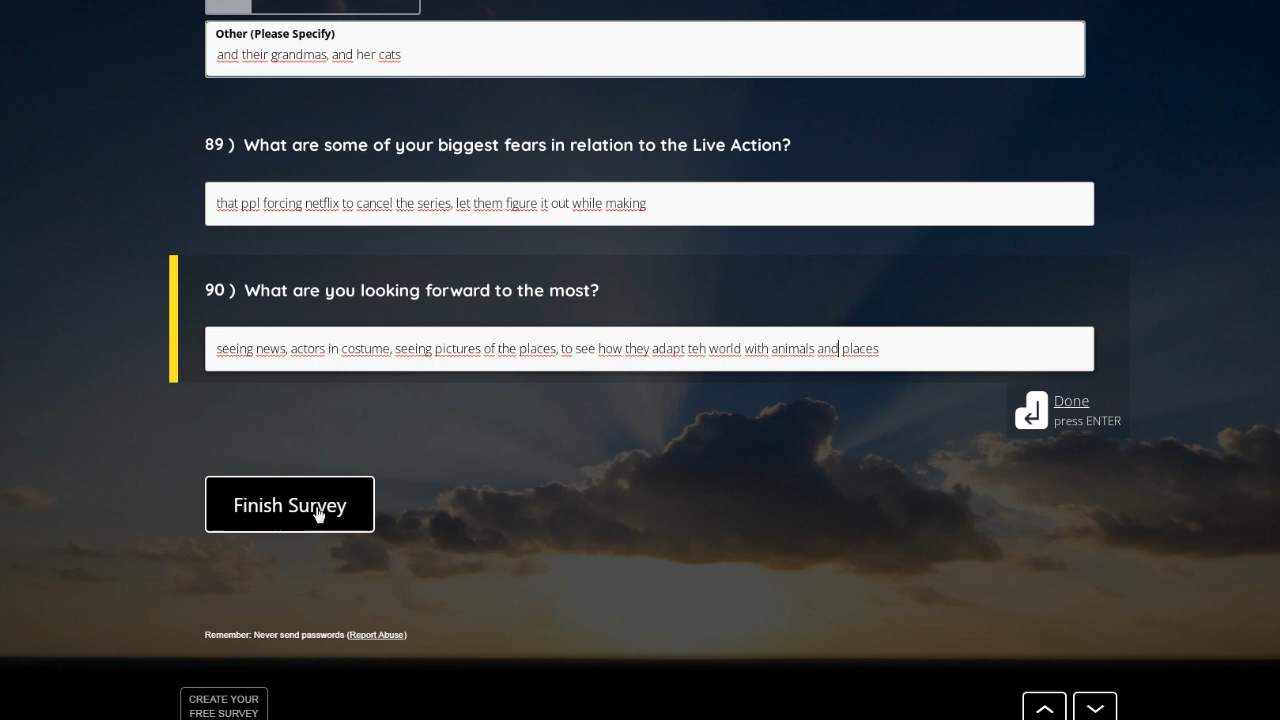 Other (Please Specify)
and their grandmas, and her cats
89 ) What are some of your biggest fears in relation to the Live Action?
that ppl forcing netflix to cancel the series, let them figure it out while making
90 ) What are you looking forward to the most?
seeing news, actors in costume, seeing pictures of the places, to see how they adapt teh world with animals and places
Done
press ENTER
Finish Survey
Remember: Never send passwords (Report Abuse)
CREATE YOUR
FREE SURVEY